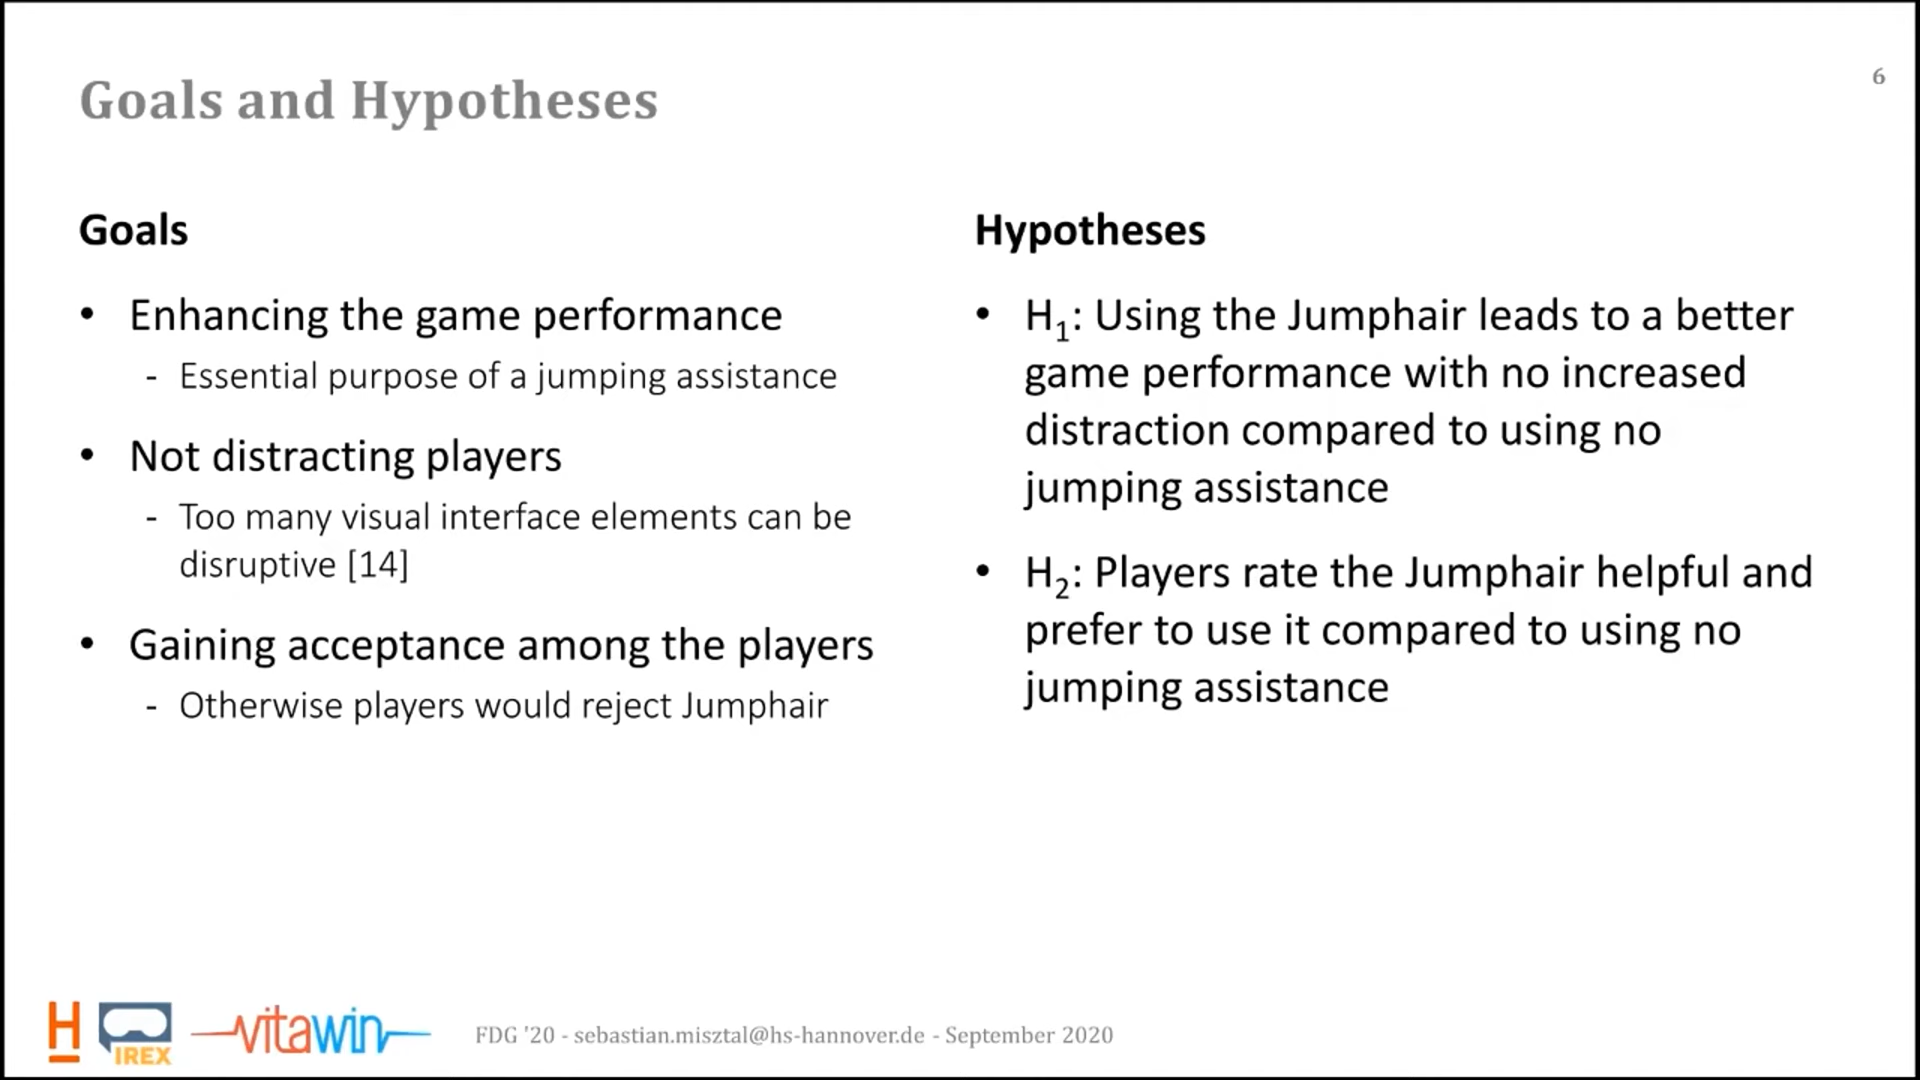 Goals and Hypotheses
6
Goals
• Enhancing the game performance
- Essential purpose of a jumping assistance
• Not distracting players
- Too many visual interface elements can be
disruptive [14]
• Gaining acceptance among the players
- Otherwise players would reject Jumphair
Hypotheses
• H₁: Using the Jumphair leads to a better
game performance with no increased
distraction compared to using no
jumping assistance
• H₂: Players rate the Jumphair helpful and
prefer to use it compared to using no
jumping assistance
H
IREX
vitawin
FDG '20 - sebastian.misztal@hs-hannover.de - September 2020